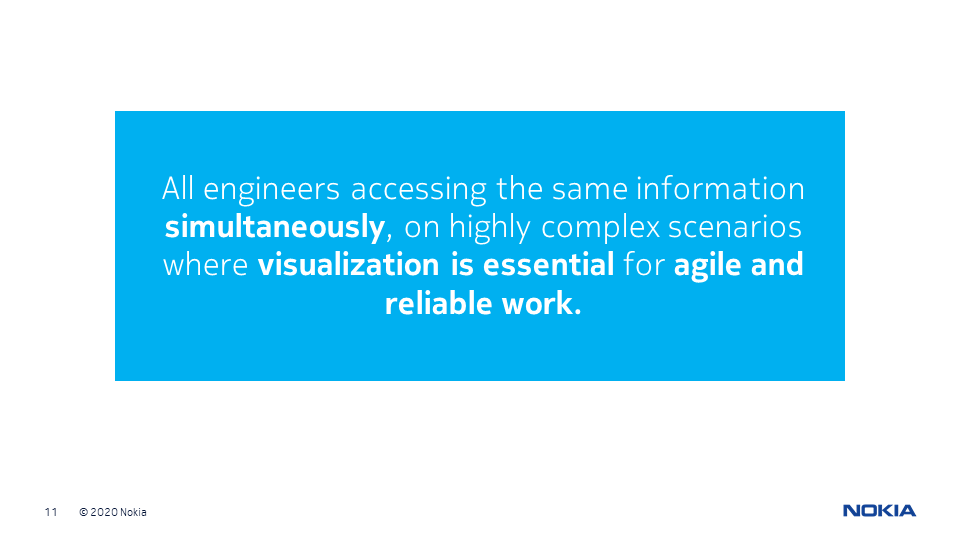 All engineers accessing the same information
simultaneously, on highly complex scenarios
where visualization is essential for agile and
reliable work.
11 © 2020 Nokia
NOKIA